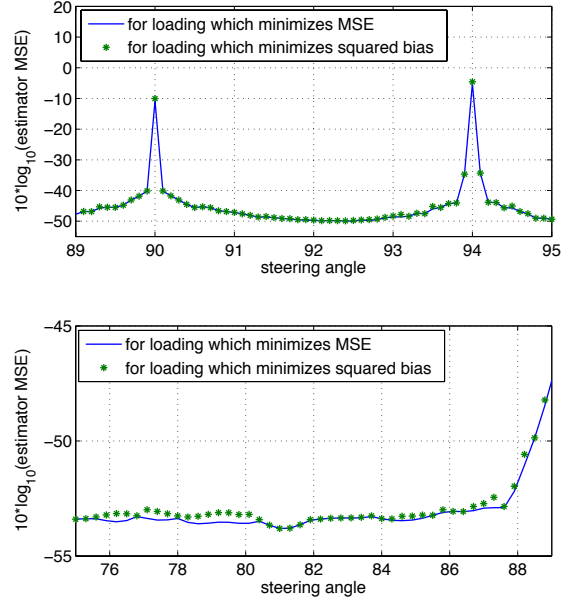 20
10
0
−10
−20
−30
−40
−50
10*log10(estimator MSE)
for loading which minimizes MSE
for loading which minimizes squared bias
89 90 91 92 93 94 95
steering angle
−45
−50
−55
10*log10(estimator MSE)
for loading which minimizes MSE
for loading which minimizes squared bias
76 78 80 82 84 86 88
steering angle